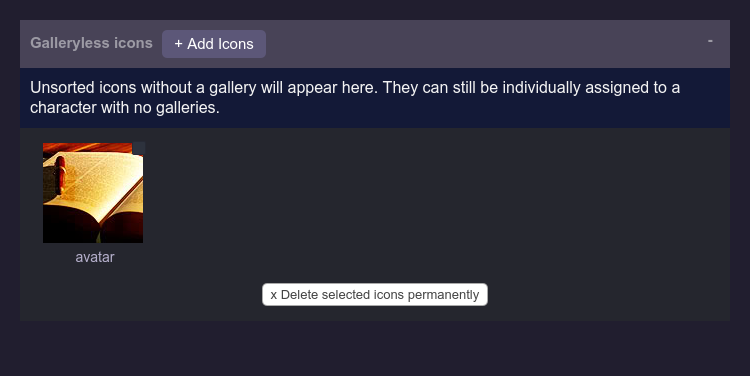 Galleryless icons
+ Add Icons
-
Unsorted icons without a gallery will appear here. They can still be individually assigned to a
character with no galleries.
avatar
x Delete selected icons permanently